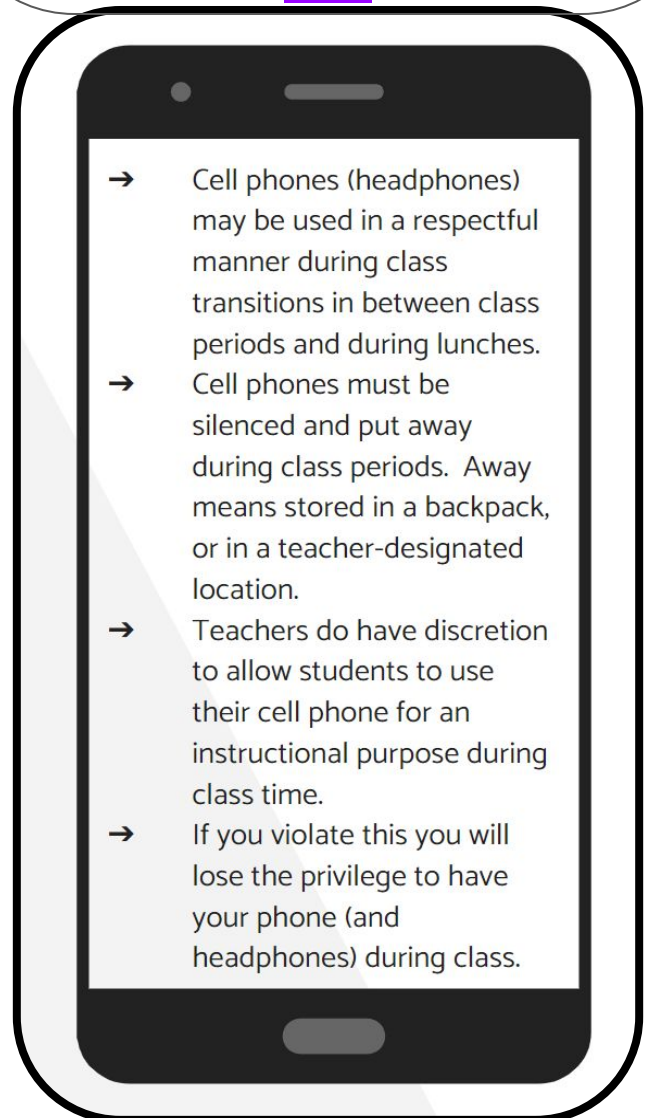 ➔ Cell phones (headphones)
may be used in a respectful
manner during class
transitions in between class
periods and during lunches.
➔ Cell phones must be
silenced and put away
during class periods.  Away
means stored in a backpack,
or in a teacher-designated
location.
➔ Teachers do have discretion
to allow students to use
their cell phone for an
instructional purpose during
class time.
➔ If you violate this you will
lose the privilege to have
your phone (and
headphones) during class.